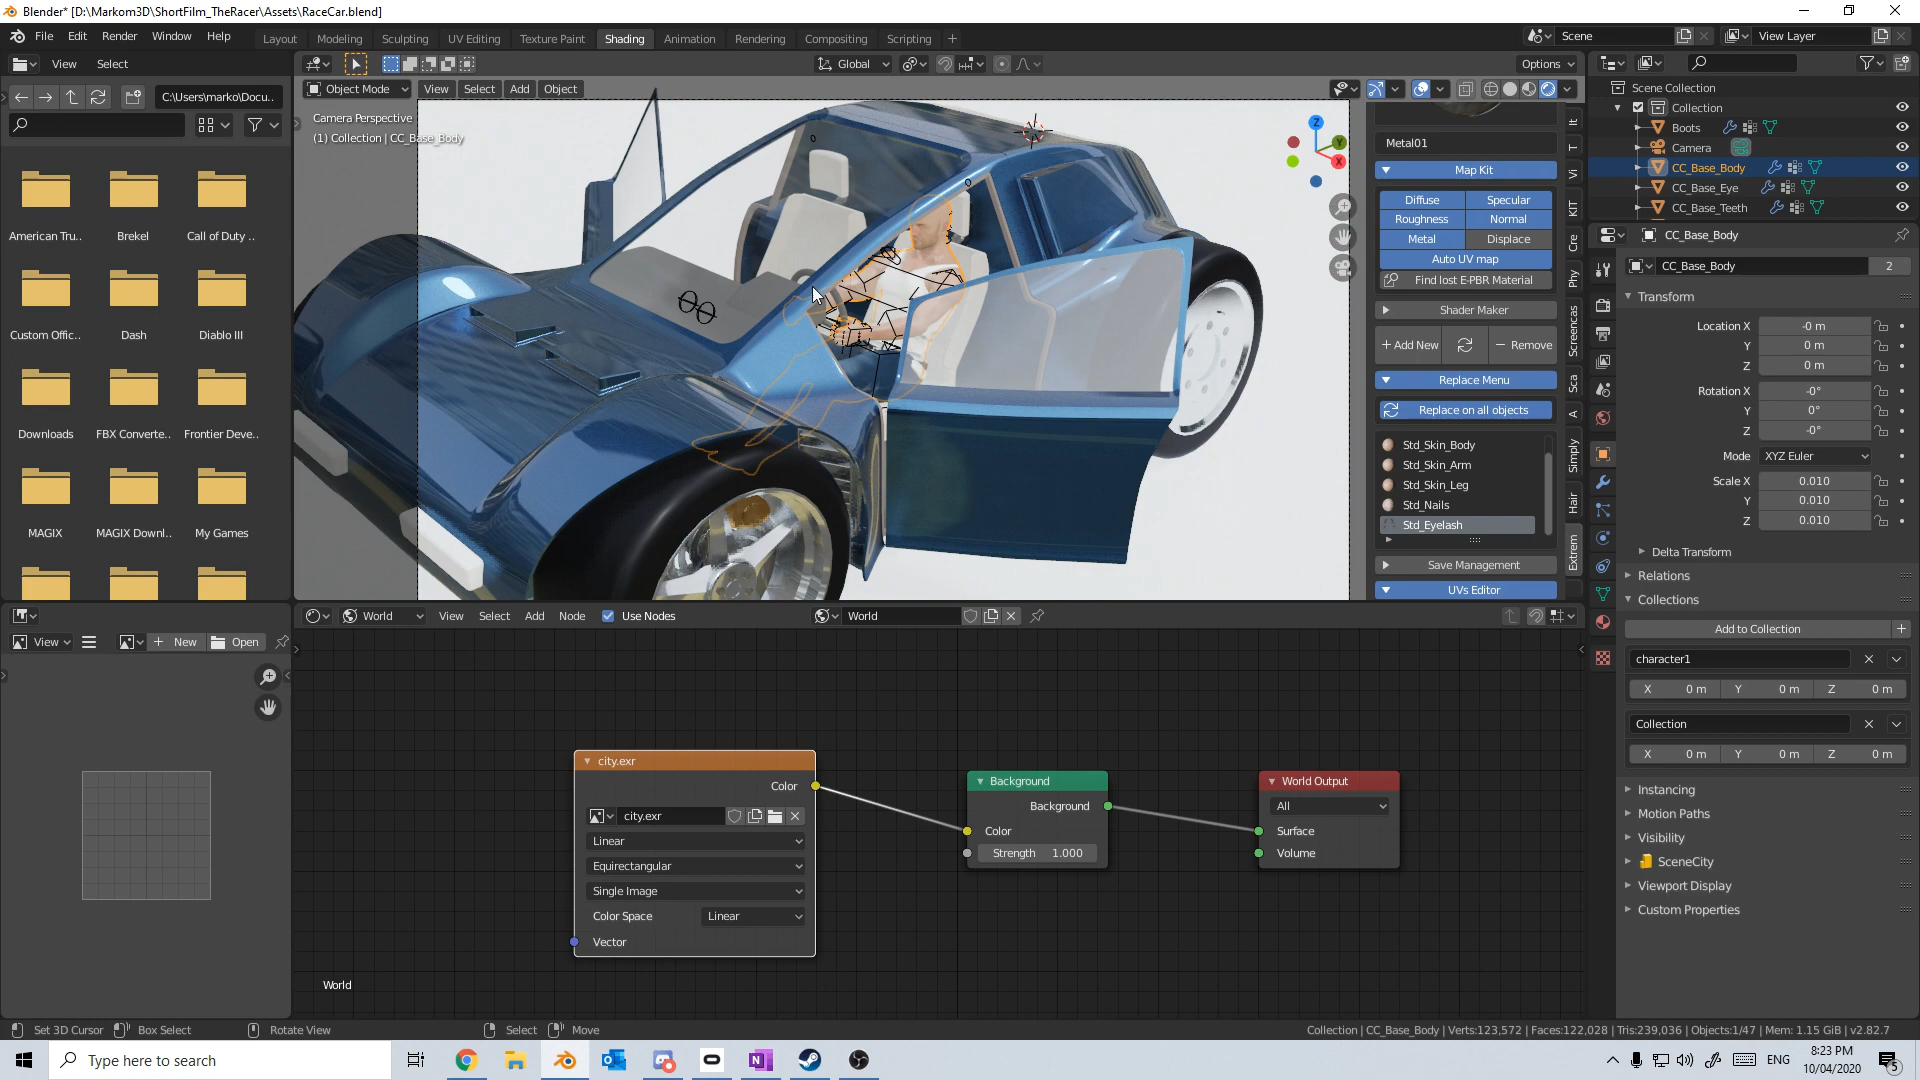 Blender* [D:\Markom3D\ShortFilm_TheRacer\Assets\RaceCar.blend]
File Edit Render Window Help
Layout Modeling Sculpting UV Editing Texture Paint Shading Animation Rendering Compositing Scripting +
Scene View Layer
View Select
Global Options
C:\Users\marko\Docu..
Object Mode View Select Add Object
Camera Perspective
(1) Collection | CC_Base_Body
American Tru.. Brekel Call of Duty ..
Custom Offic.. Dash Diablo III
Downloads FBX Converte.. Frontier Deve..
MAGIX MAGIX Downl.. My Games
Z
Y
X
Metal01
Map Kit
Diffuse Specular
Roughness Normal
Metal Displace
Auto UV map
Find lost E-PBR Material
Shader Maker
+ Add New — Remove
Replace Menu
Replace on all objects
Std_Skin_Body
Std_Skin_Arm
Std_Skin_Leg
Std_Nails
Std_Eyelash
Save Management
UVs Editor
It
T
Vi
KIT
Cre
Phy
Screencas
Sca
A
Simply
Hair
Extrem
Scene Collection
Collection
Boots
Camera
CC_Base_Body
CC_Base_Eye
CC_Base_Teeth
CC_Base_Body
CC_Base_Body 2
Transform
Location X -0 m
Y 0 m
Z 0 m
Rotation X -0°
Y 0°
Z -0°
Mode XYZ Euler
Scale X 0.010
Y 0.010
Z 0.010
Delta Transform
Relations
Collections
Add to Collection +
character1
X 0 m Y 0 m Z 0 m
Collection
X 0 m Y 0 m Z 0 m
Instancing
Motion Paths
Visibility
SceneCity
Viewport Display
Custom Properties
View + New Open
World View Select Add Node Use Nodes World
city.exr
Color
city.exr
Linear
Equirectangular
Single Image
Color Space Linear
Vector
Background
Background
Color
Strength 1.000
World Output
All
Surface
Volume
World
Set 3D Cursor Box Select Rotate View Select Move
Collection | CC_Base_Body | Verts:123,572 | Faces:122,028 | Tris:239,036 | Objects:1/47 | Mem: 1.15 GiB | v2.82.7
Type here to search
ENG
8:23 PM
10/04/2020
5